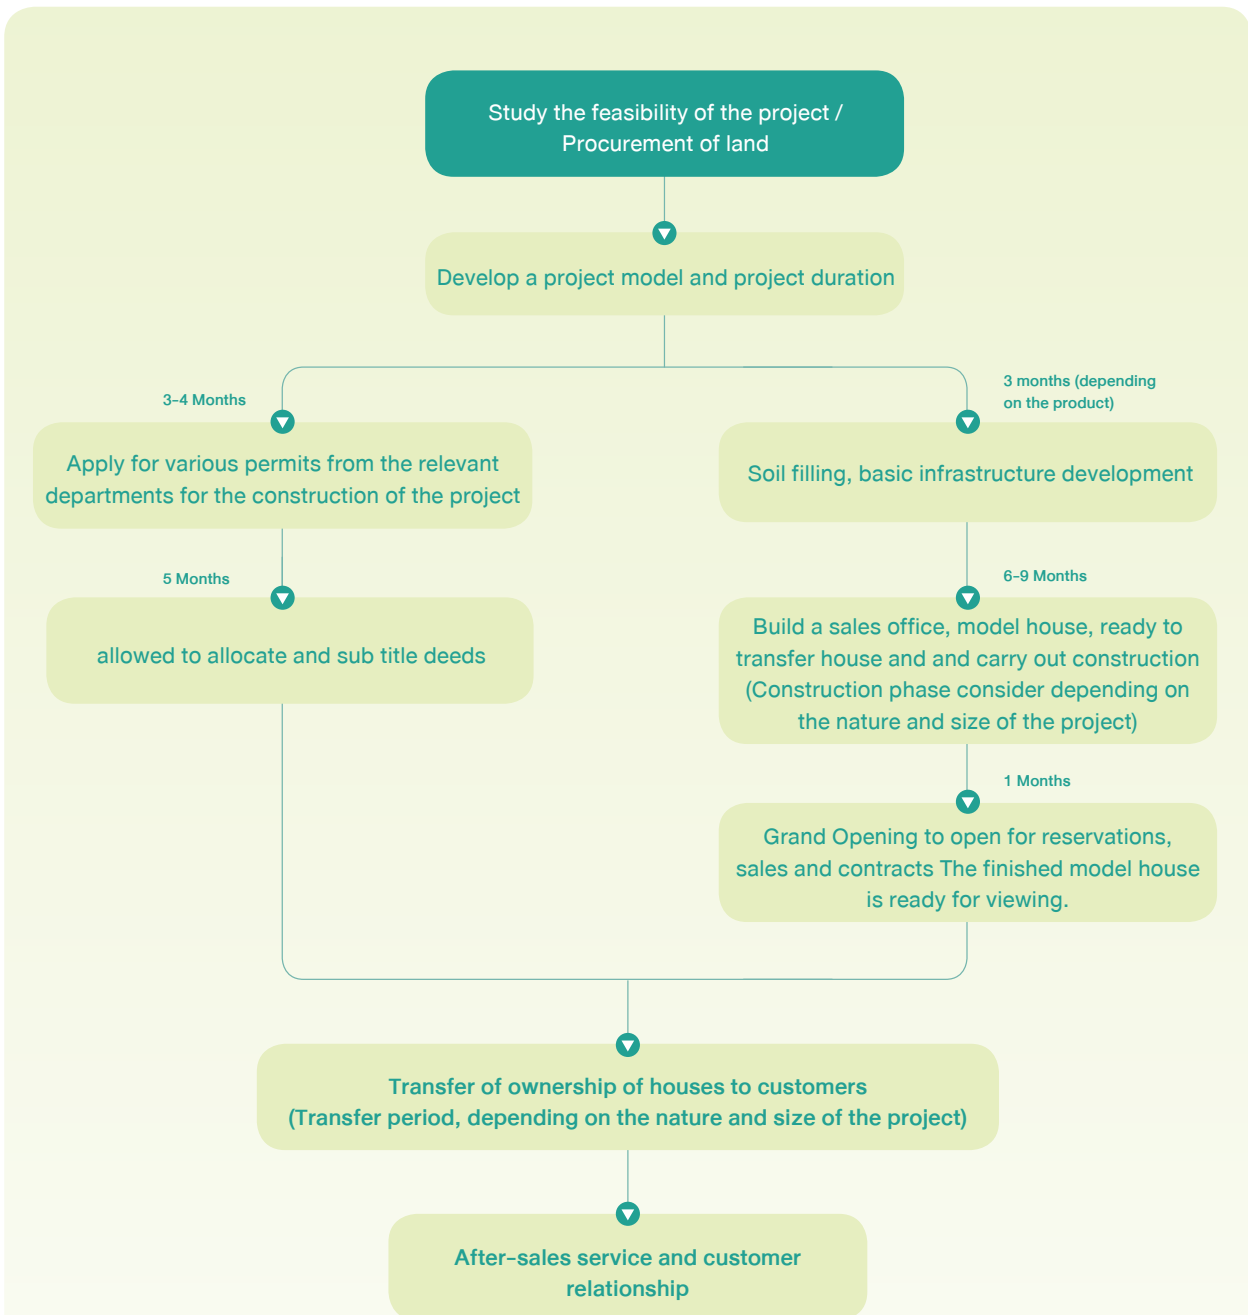 Study the feasibility of the project /
Procurement of land
Develop a project model and project duration
3-4 Months
Apply for various permits from the relevant
departments for the construction of the project
5 Months
allowed to allocate and sub title deeds
3 months (depending
on the product)
Soil filling, basic infrastructure development
6-9 Months
Build a sales office, model house, ready to
transfer house and and carry out construction
(Construction phase consider depending on
the nature and size of the project)
1 Months
Grand Opening to open for reservations,
sales and contracts The finished model house
is ready for viewing.
Transfer of ownership of houses to customers
(Transfer period, depending on the nature and size of the project)
After-sales service and customer
relationship